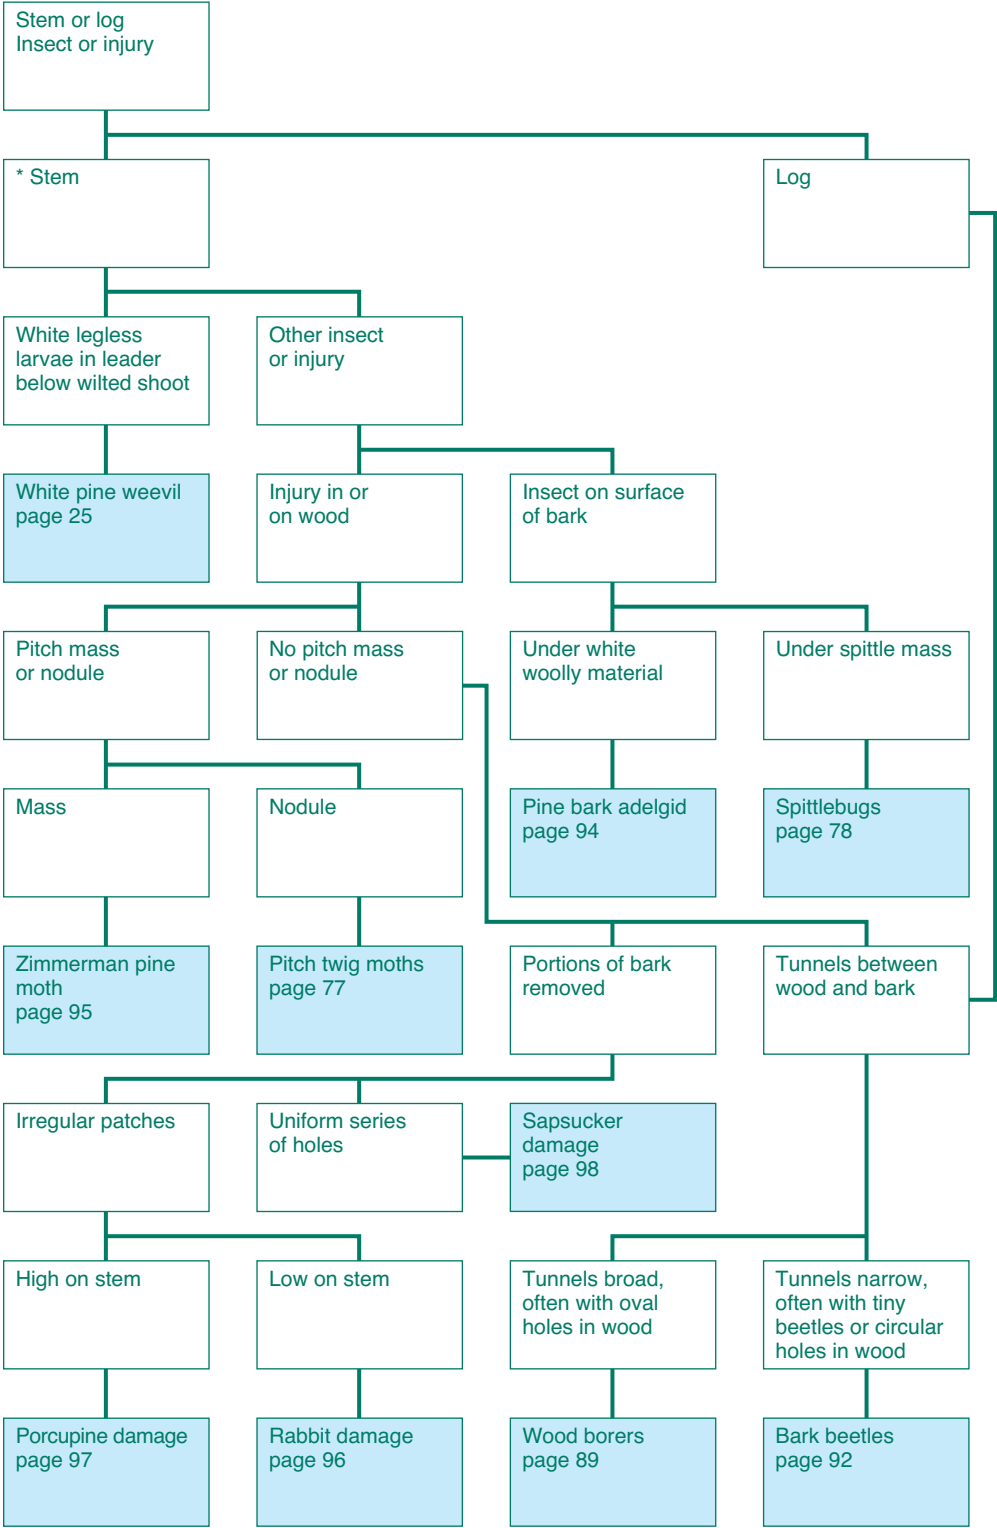 Stem or log
Insect or injury
* Stem
Log
White legless
larvae in leader
below wilted shoot
Other insect
or injury
White pine weevil
page 25
Injury in or
on wood
Insect on surface
of bark
Pitch mass
or nodule
No pitch mass
or nodule
Under white
woolly material
Under spittle mass
Mass
Nodule
Pine bark adelgid
page 94
Spittlebugs
page 78
Zimmerman pine
moth
page 95
Pitch twig moths
page 77
Portions of bark
removed
Tunnels between
wood and bark
Irregular patches
Uniform series
of holes
Sapsucker
damage
page 98
High on stem
Low on stem
Tunnels broad,
often with oval
holes in wood
Tunnels narrow,
often with tiny
beetles or circular
holes in wood
Porcupine damage
page 97
Rabbit damage
page 96
Wood borers
page 89
Bark beetles
page 92